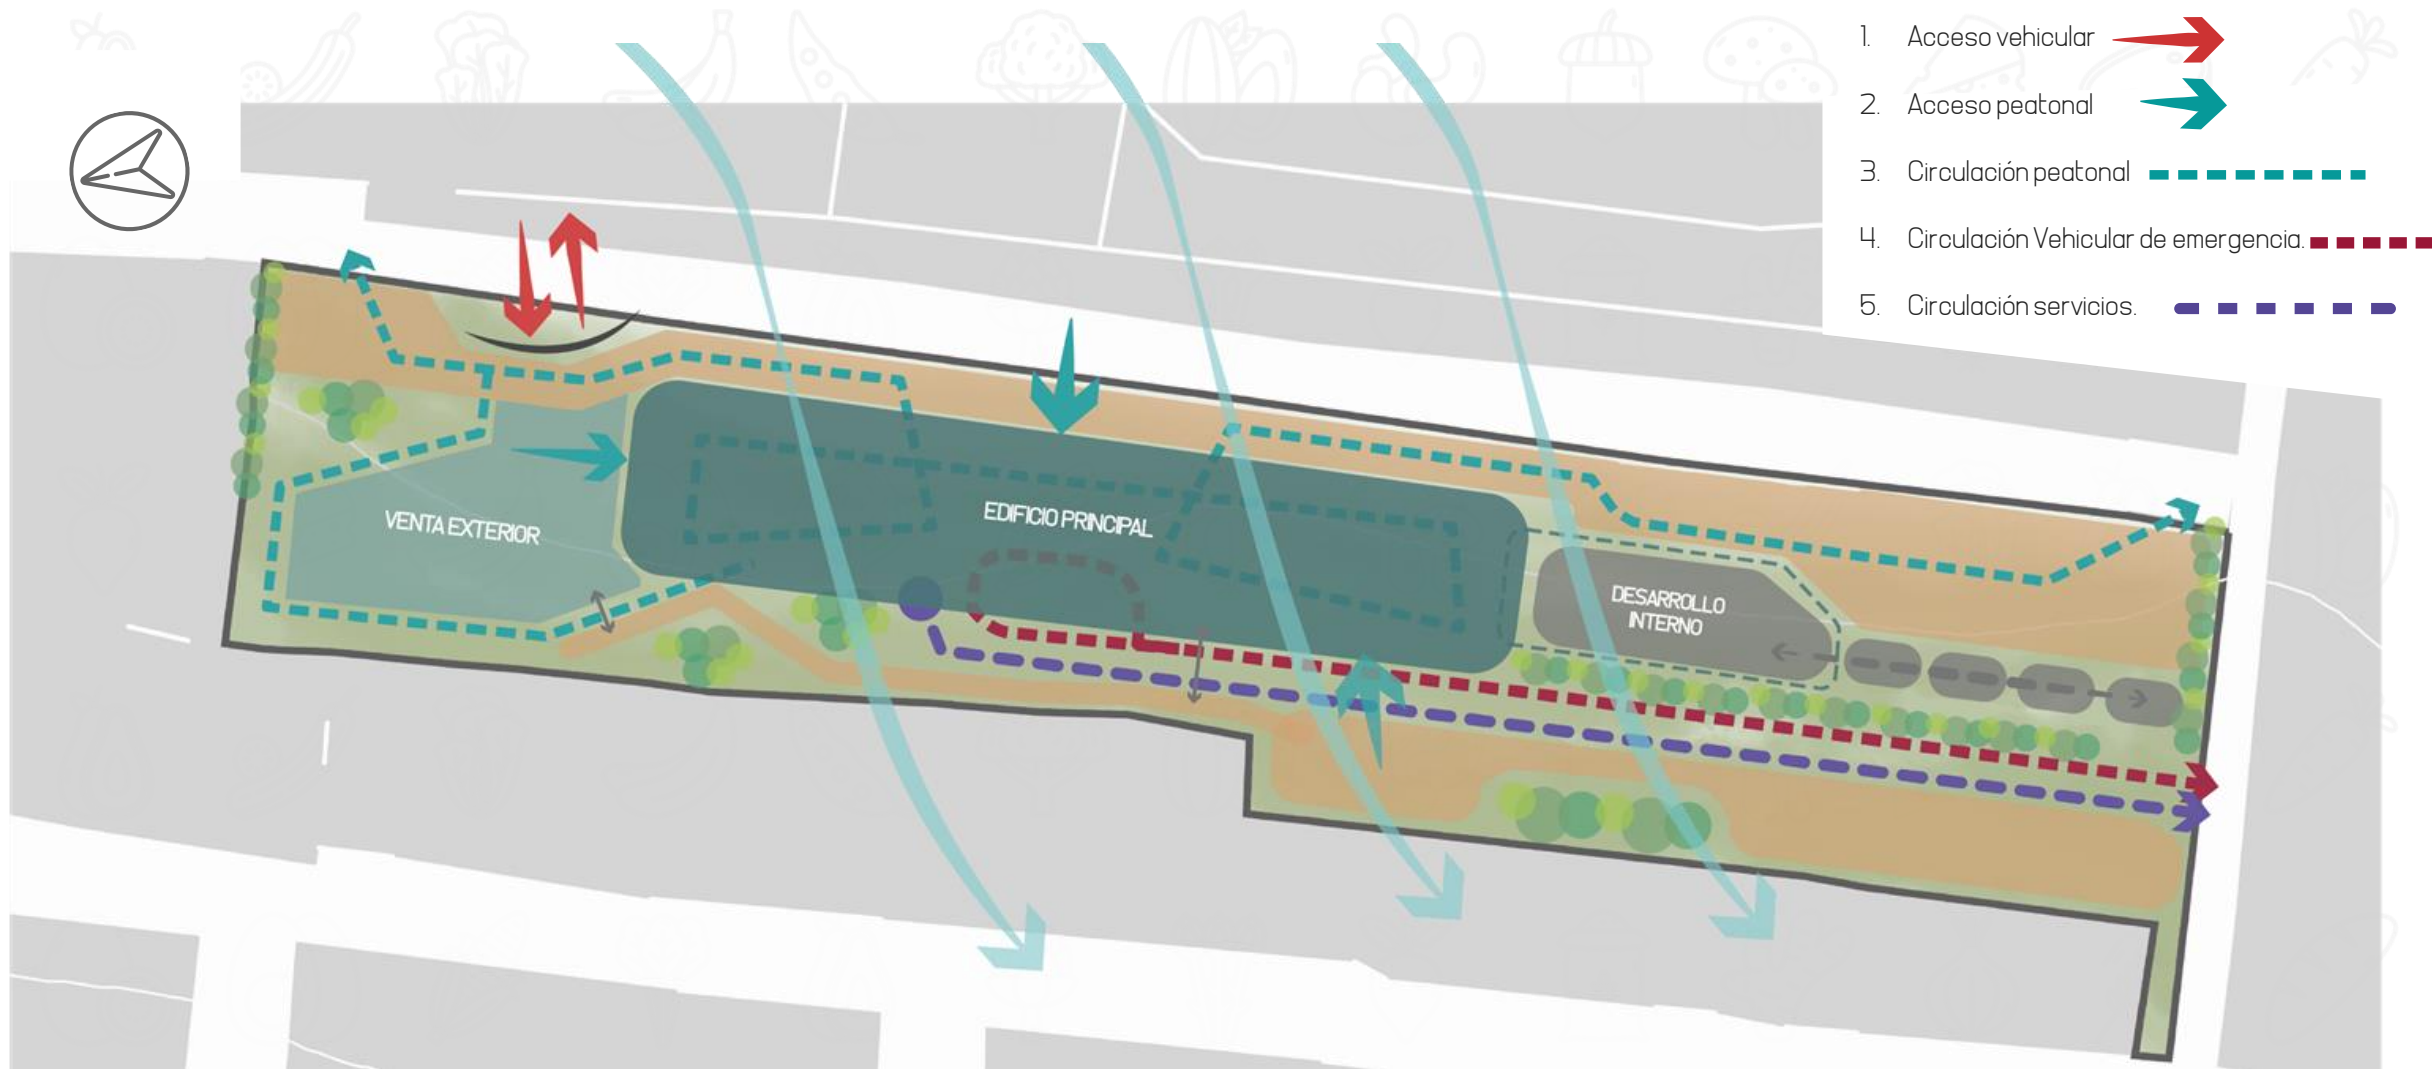 1. Acceso vehicular
2. Acceso peatonal
3. Circulación peatonal
4. Circulación Vehicular de emergencia.
5. Circulación servicios.
VENTA EXTERIOR
EDIFICIO PRINCIPAL
DESARROLLO
INTERNO